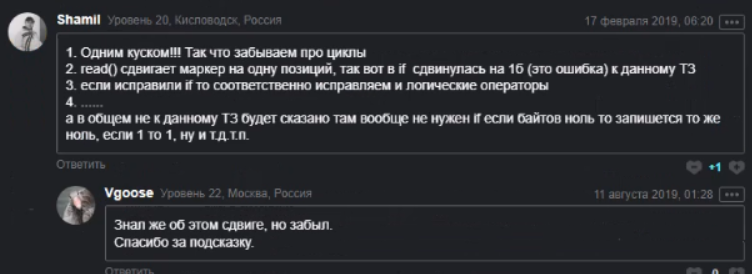 Shamil Уровень 20, Кисловодск, Россия 17 февраля 2019, 06:20
1. Одним куском!!! Так что забываем про циклы
2. read() сдвигает маркер на одну позиций, так вот в if сдвинулась на 1б (это ошибка) к данному ТЗ
3. если исправили if то соответственно исправляем и логические операторы
4. ......
а в общем не к данному ТЗ будет сказано там вообще не нужен if если байтов ноль то запишется то же
ноль, если 1 то 1, ну и т.д.т.п.
Ответить +1
Vgoose Уровень 22, Москва, Россия 11 августа 2019, 01:28
Знал же об этом сдвиге, но забыл.
Спасибо за подсказку.
Ответить 0